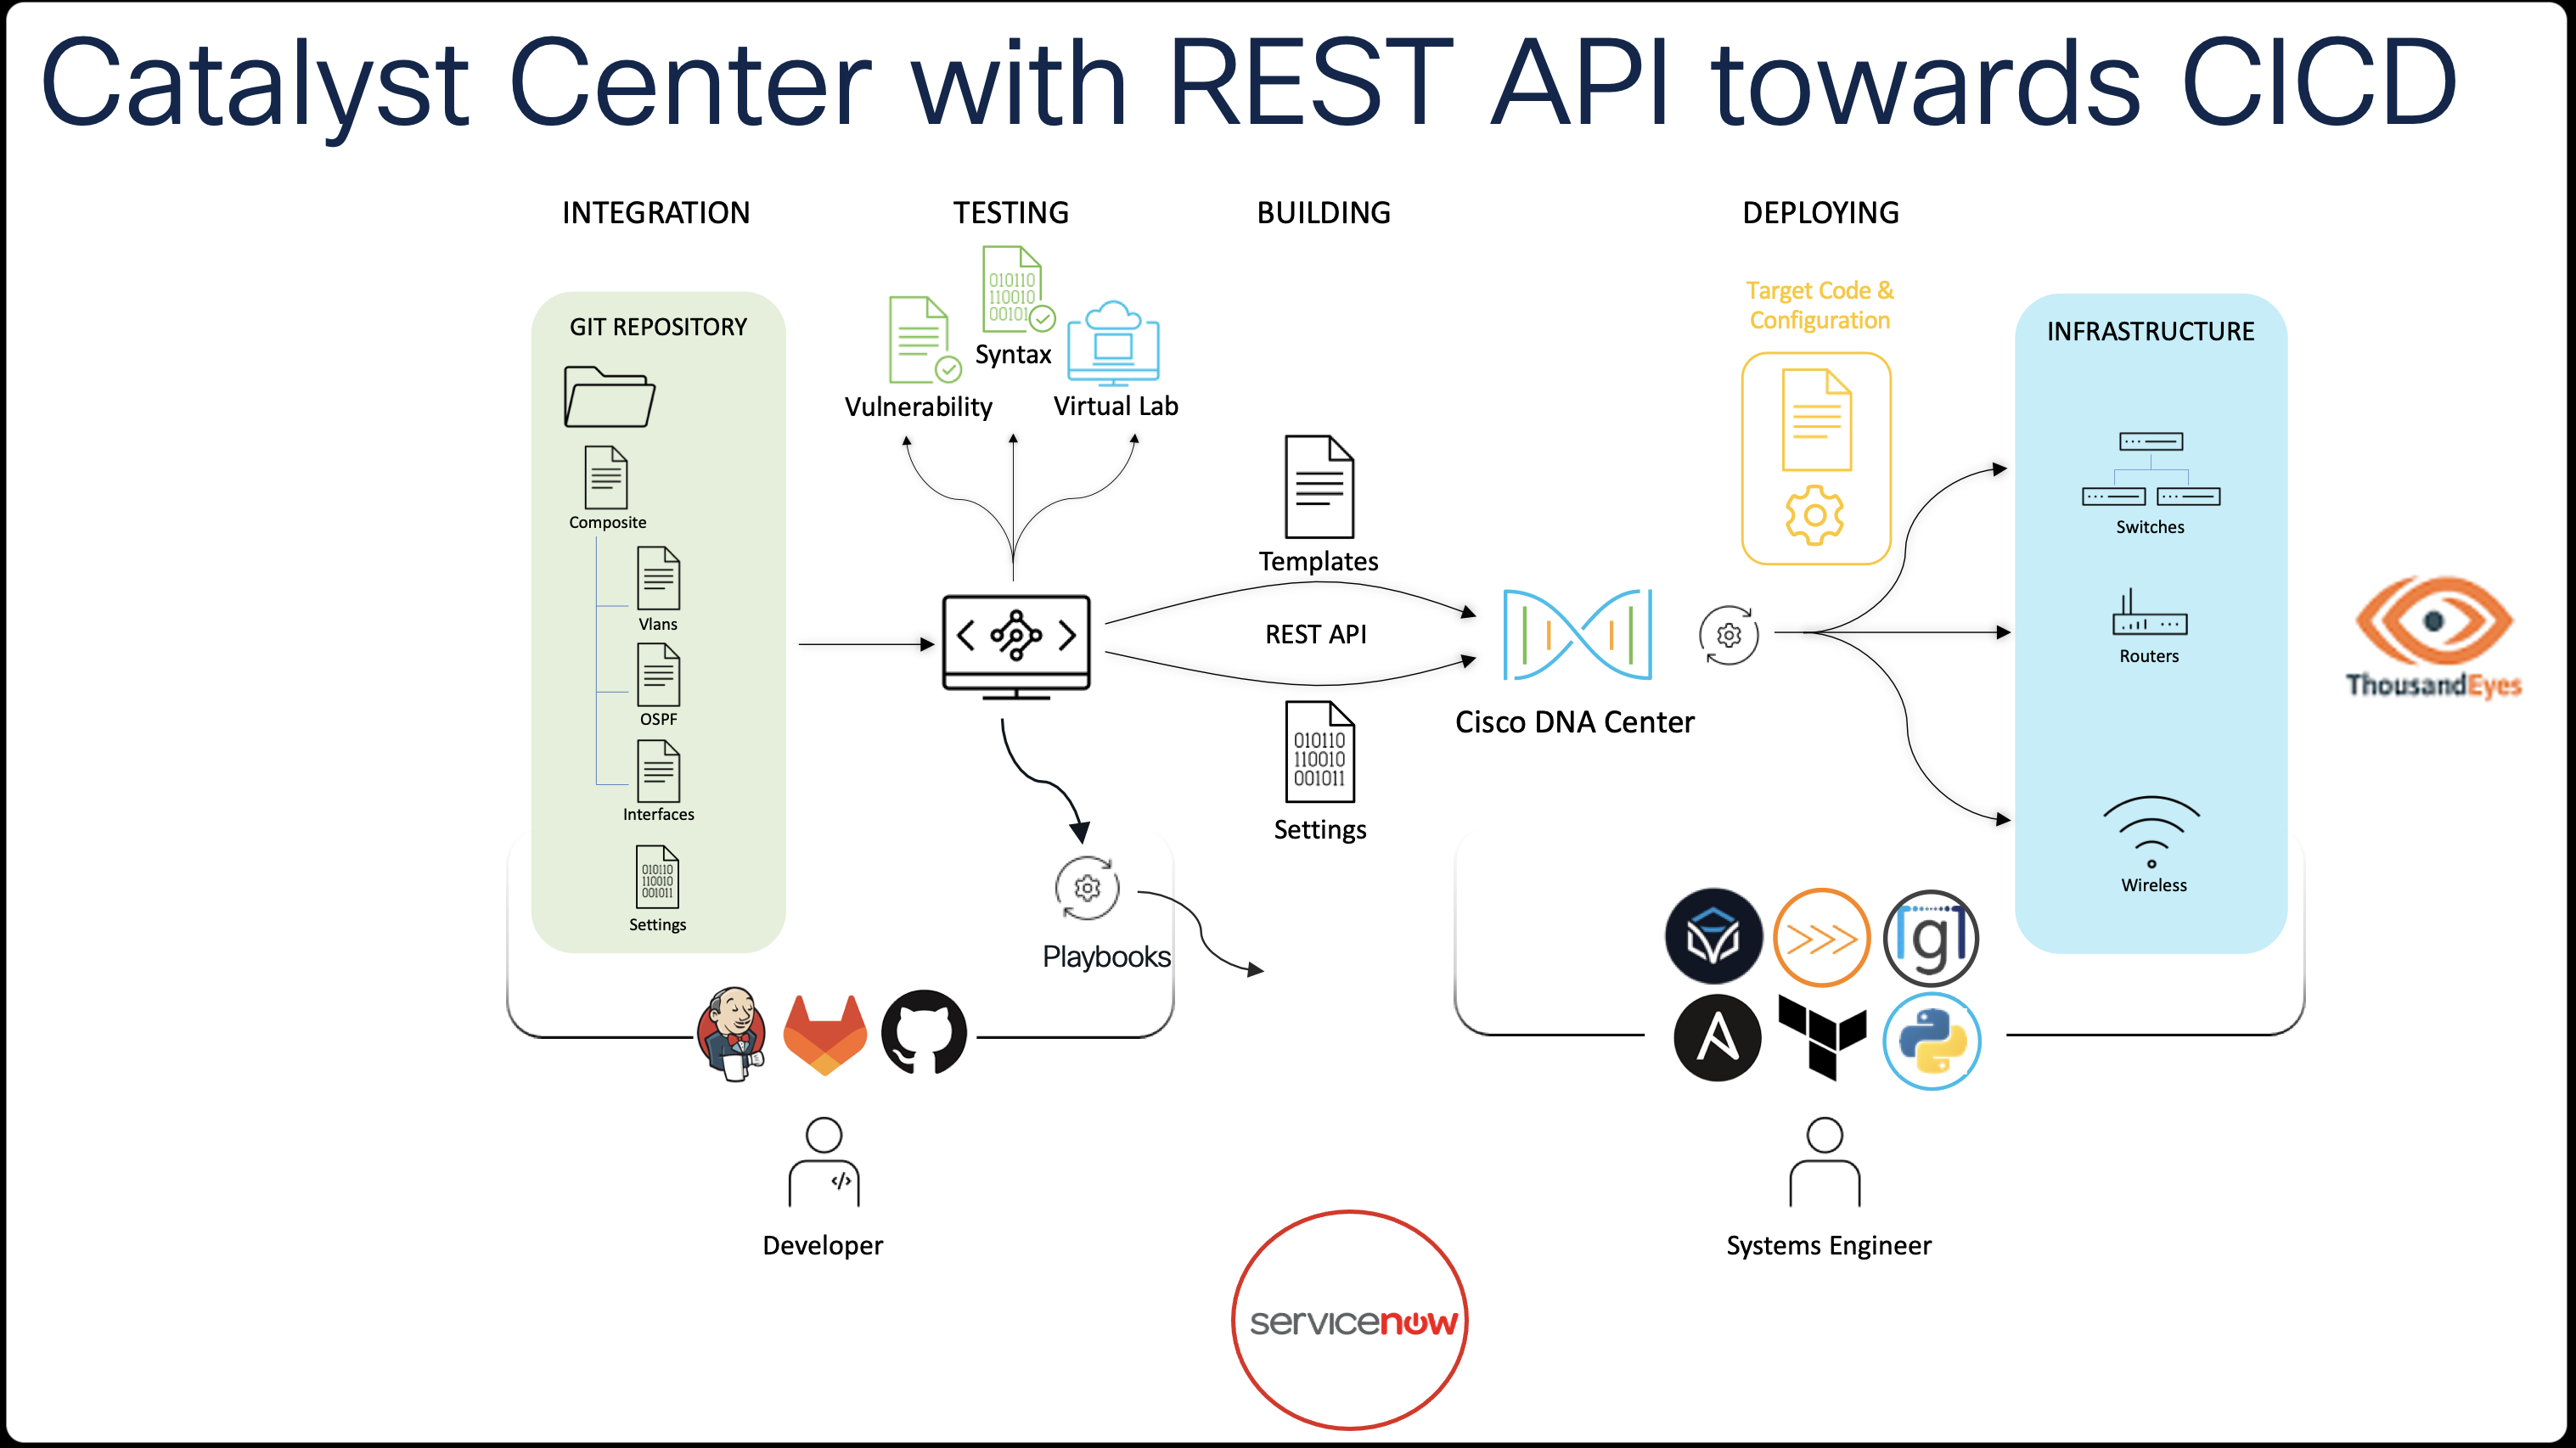 Catalyst Center with REST API towards CICD
INTEGRATION
TESTING
BUILDING
DEPLOYING
GIT REPOSITORY
Composite
Vlans
OSPF
Interfaces
010110
110010
001011
Settings
Vulnerability
010110
110010
00101
Syntax
Virtual Lab
Templates
REST API
010110
110010
001011
Settings
Playbooks
Cisco DNA Center
Target Code &
Configuration
INFRASTRUCTURE
Switches
Routers
Wireless
ThousandEyes
g
A
</>
Developer
Systems Engineer
servicenow